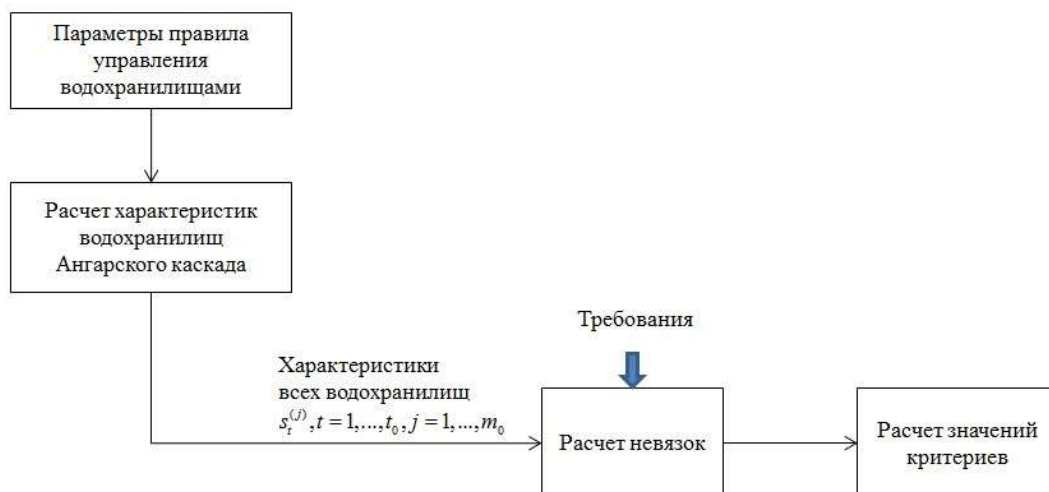 Параметры правила
управления
водохранилищами
Расчет характеристик
водохранилищ
Ангарского каскада
Требования
Характеристики
всех водохранилищ
s_t^{(j)}, t = 1,...,t_0, j = 1,...,m_0
Расчет невязок
Расчет значений
критериев